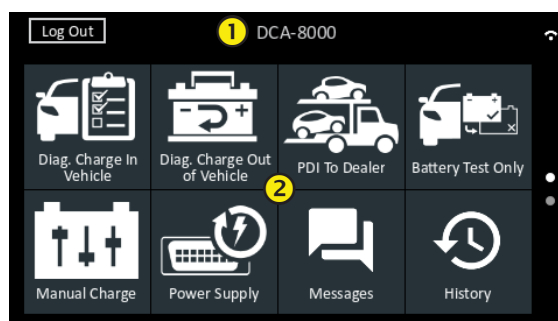 Log Out
1
DCA-8000
Diag. Charge In
Vehicle
Diag. Charge Out
of Vehicle
2
PDI To Dealer
Battery Test Only
Manual Charge
Power Supply
Messages
History